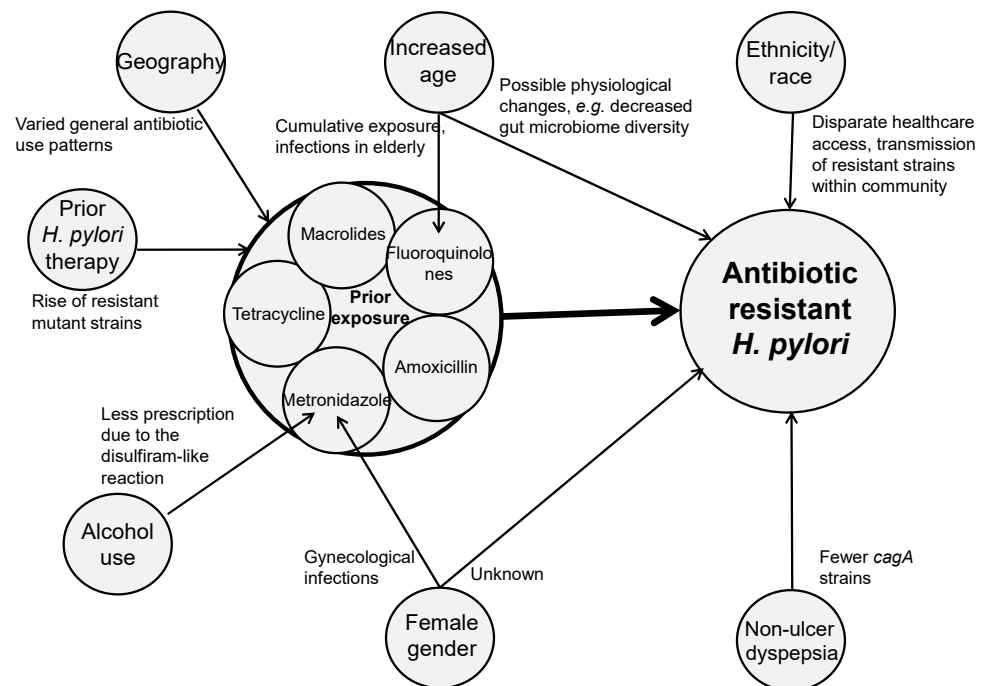 Geography
Varied general antibiotic
use patterns
Increased
age
Cumulative exposure,
infections in elderly
Possible physiological
changes, e.g. decreased
gut microbiome diversity
Ethnicity/
race
Disparate healthcare
access, transmission
of resistant strains
within community
Prior
H. pylori
therapy
Rise of resistant
mutant strains
Macrolides
Fluoroquinolo
nes
Tetracycline
Prior
exposure
Amoxicillin
Metronidazole
Antibiotic
resistant
H. pylori
Less prescription
due to the
disulfiram-like
reaction
Alcohol
use
Gynecological
infections
Unknown
Female
gender
Fewer cagA
strains
Non-ulcer
dyspepsia